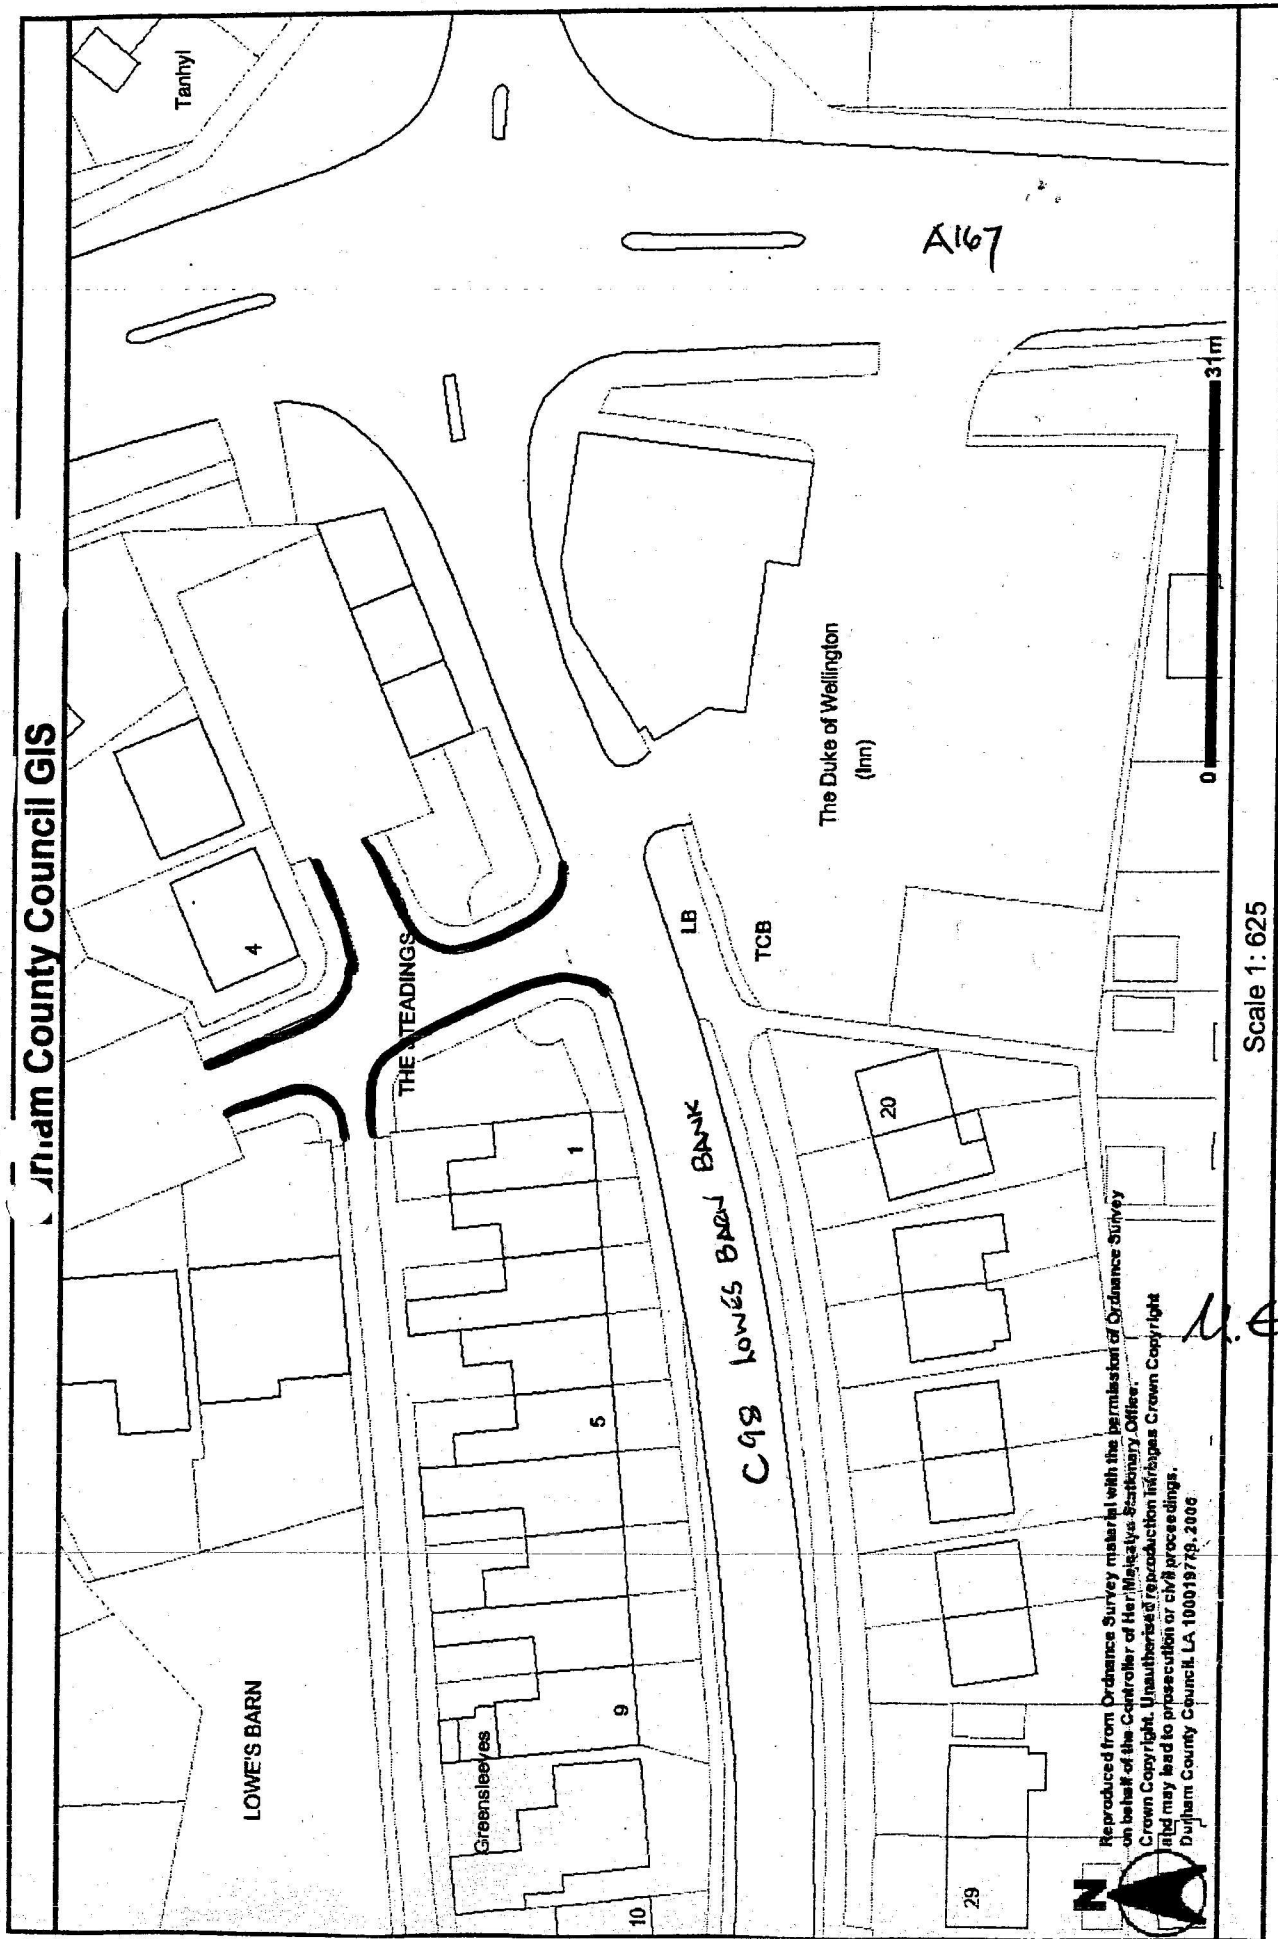 County Council GIS
Tanhyl
A167
4
THE STEADINGS
The Duke of Wellington
(Inn)
LB
TCB
1
20
C98 LOWES BARN BANK
5
LOWE'S BARN
Greensleeves
9
10
29
0
31m
N
Reproduced from Ordnance Survey material with the permission of Ordnance Survey
on behalf of the Controller of Her Majestys Stationary Office.
Crown Copyright. Unauthorised reproduction infringes Crown Copyright
and may lead to prosecution or civil proceedings.
Durham County Council. LA 100019779. 2006
Scale 1: 625